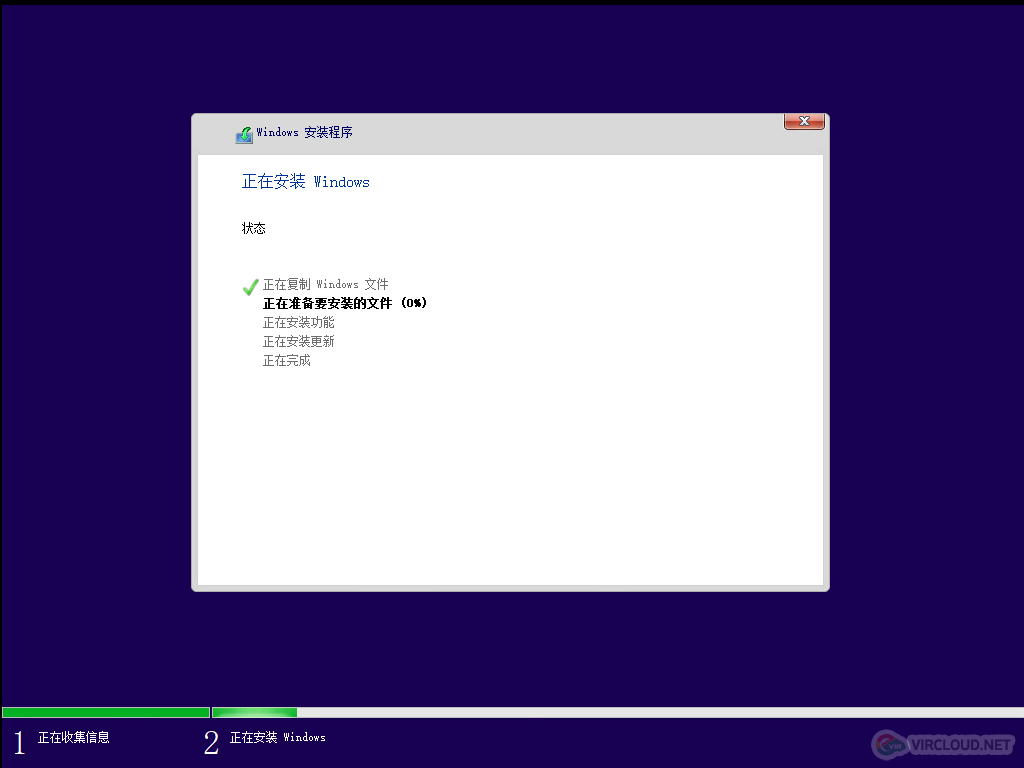 Windows 安装程序
正在安装 Windows
状态
正在复制 Windows 文件
正在准备要安装的文件 (0%)
正在安装功能
正在安装更新
正在完成
1 正在收集信息
2 正在安装 Windows
VIRCLOUD.NET